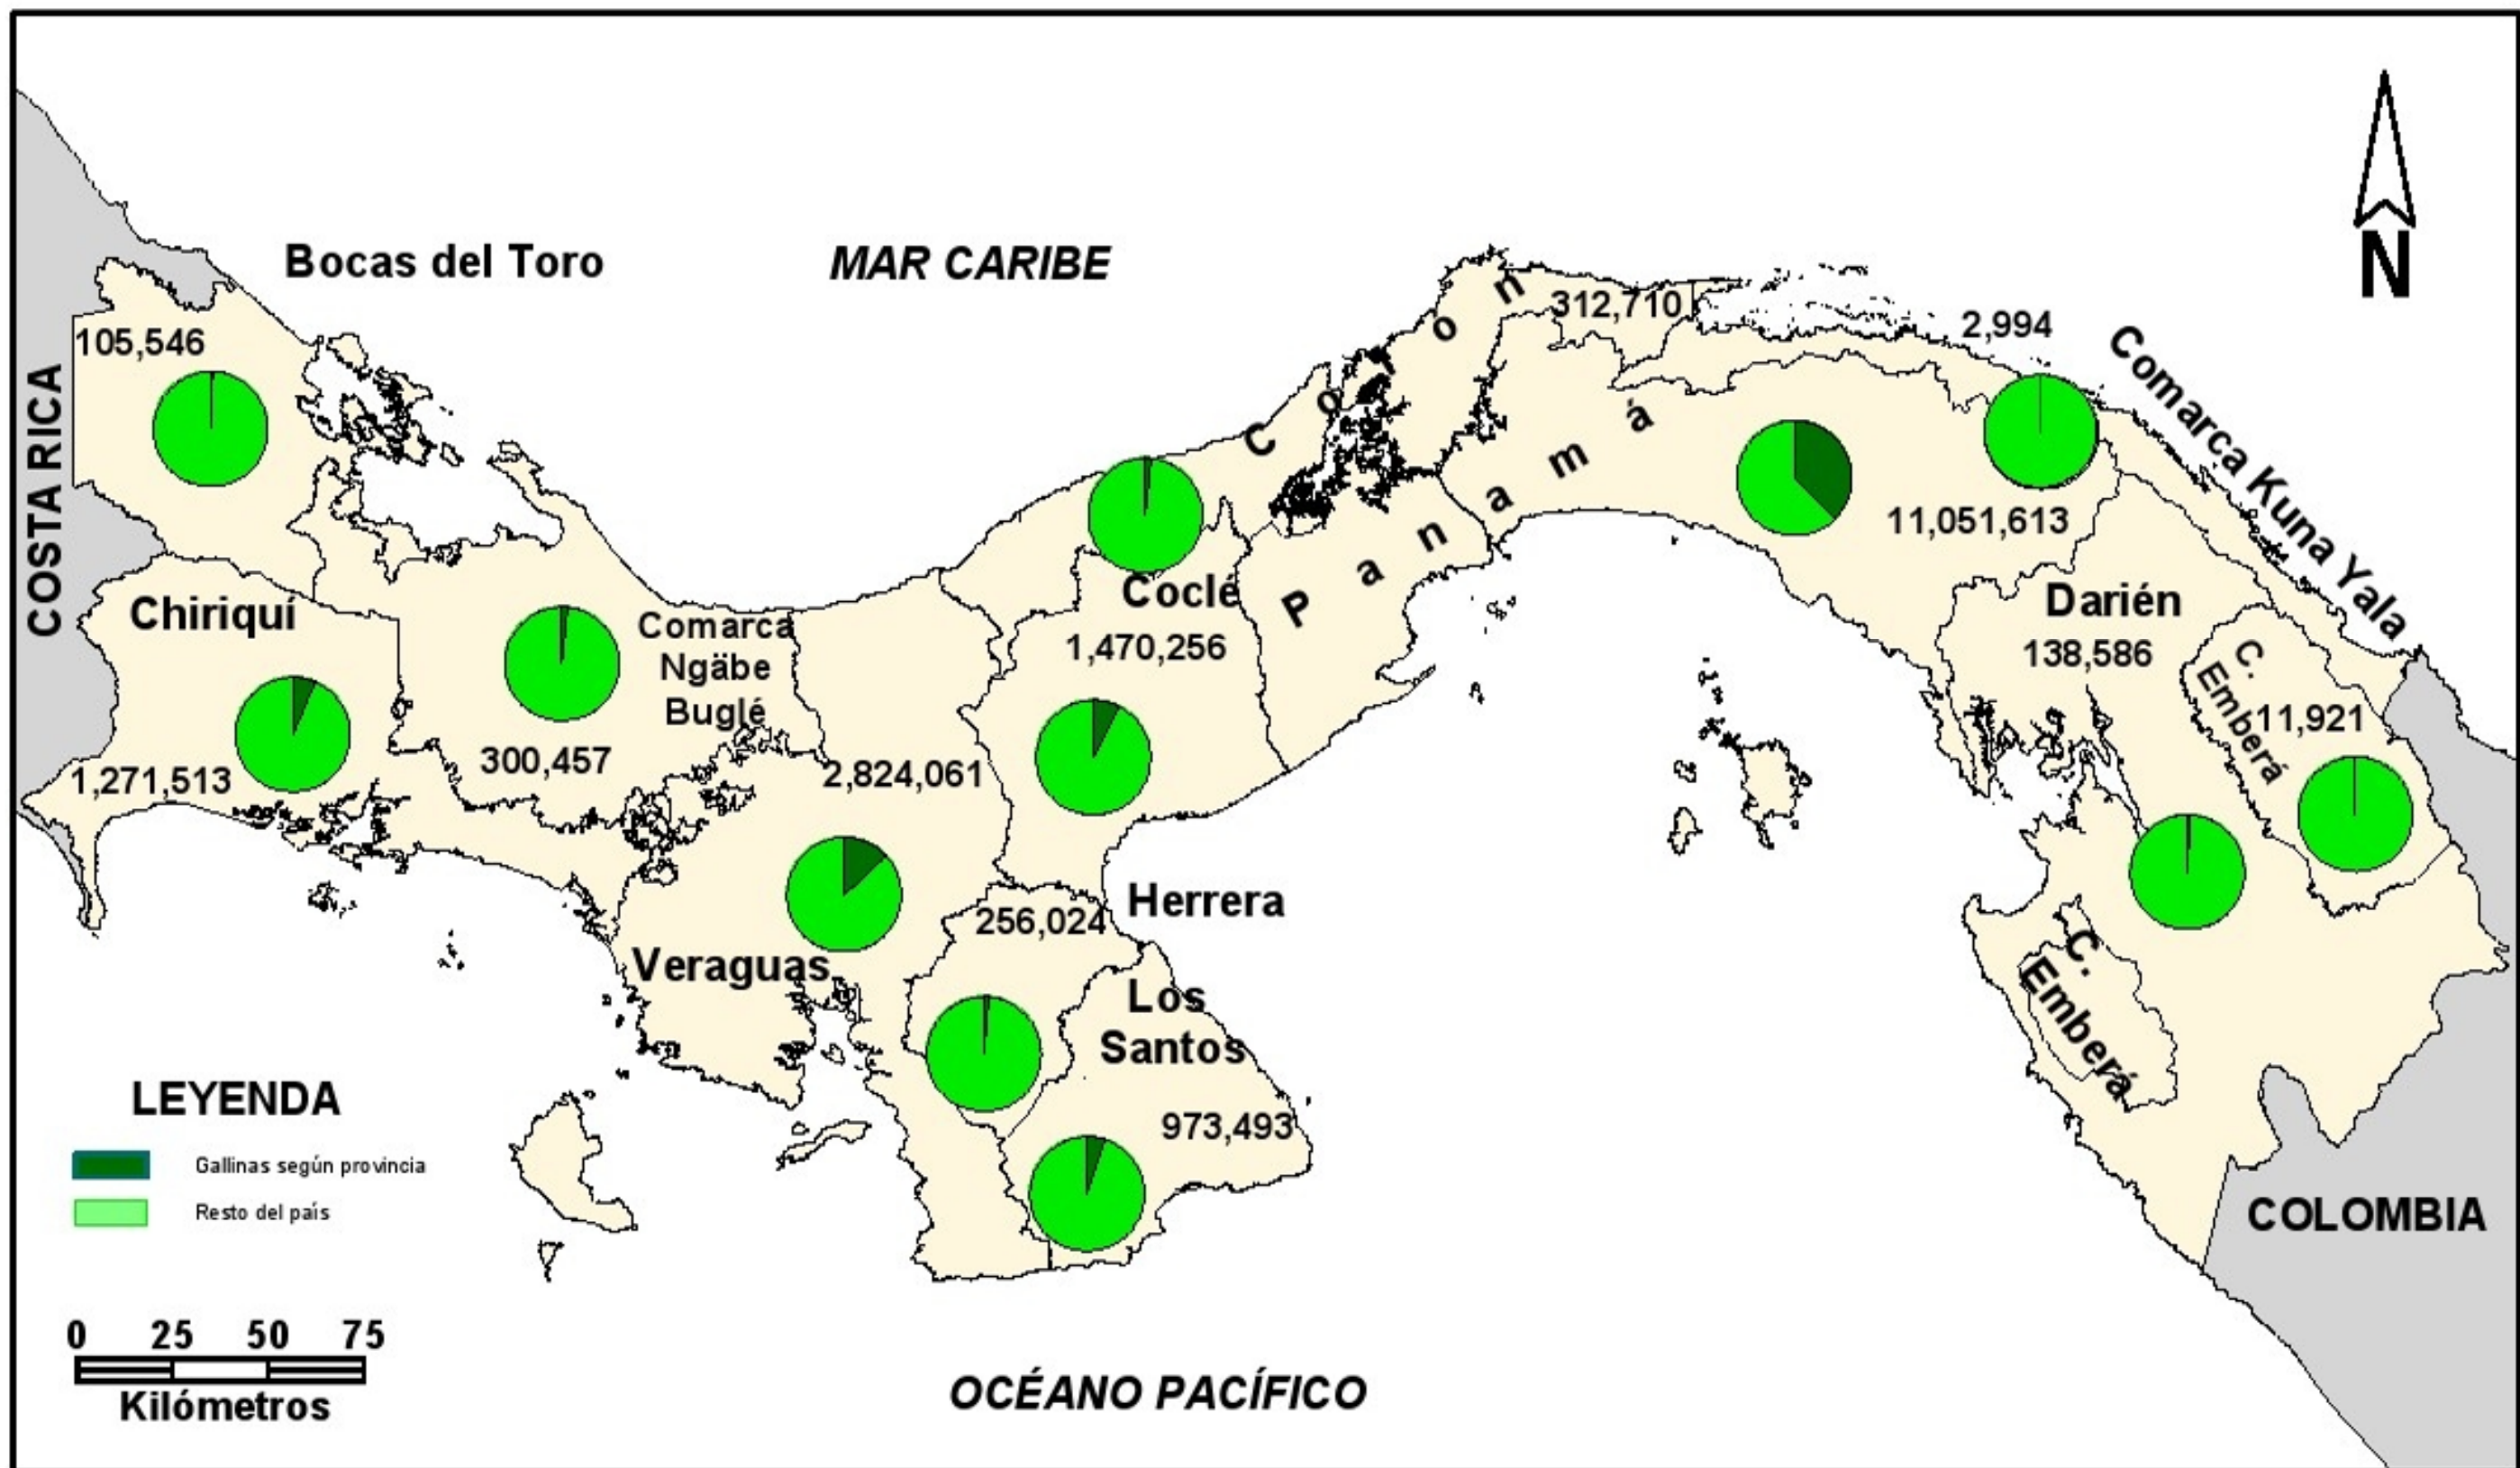 N
Bocas del Toro
MAR CARIBE
COSTA RICA
105,546
Colón
312,710
2,994
Comarca Kuna Yala
Panamá
11,051,613
Chiriquí
1,271,513
Comarca
Ngäbe
Buglé
300,457
2,824,061
Veraguas
Coclé
1,470,256
Herrera
256,024
Los
Santos
973,493
Darién
138,586
C.
Emberá
11,921
C.
Emberá
COLOMBIA
LEYENDA
Gallinas según provincia
Resto del país
0 25 50 75
Kilómetros
OCÉANO PACÍFICO